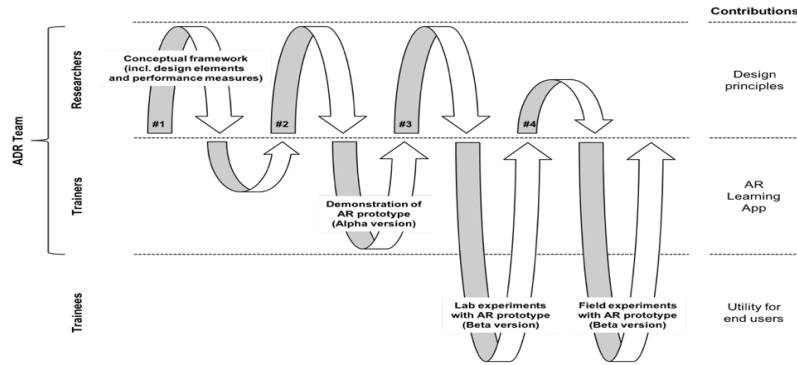 Contributions
ADR Team
Researchers
Conceptual framework
(incl. design elements
and performance measures)
#1
#2
#3
#4
Design
principles
Trainers
Demonstration of
AR prototype
(Alpha version)
AR
Learning
App
Trainees
Lab experiments
with AR prototype
(Beta version)
Field experiments
with AR prototype
(Beta version)
Utility for
end users